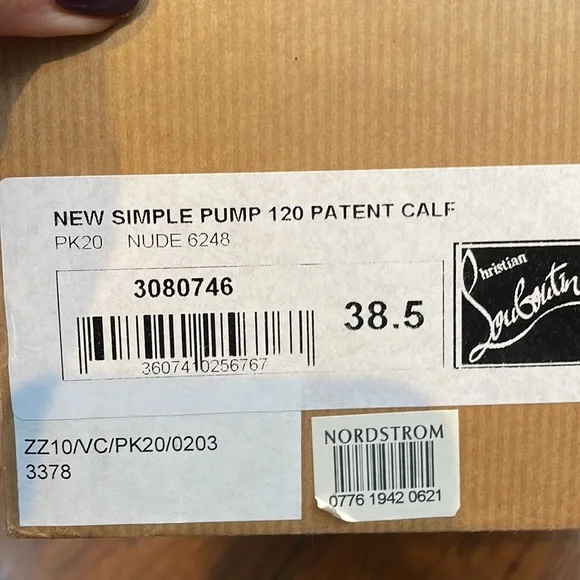 NEW SIMPLE PUMP 120 PATENT CALF
PK20 NUDE 6248
3080746
38.5
3607410256767
Christian
Louboutin
ZZ10/VC/PK20/0203
3378
NORDSTROM
0776 1942 0621